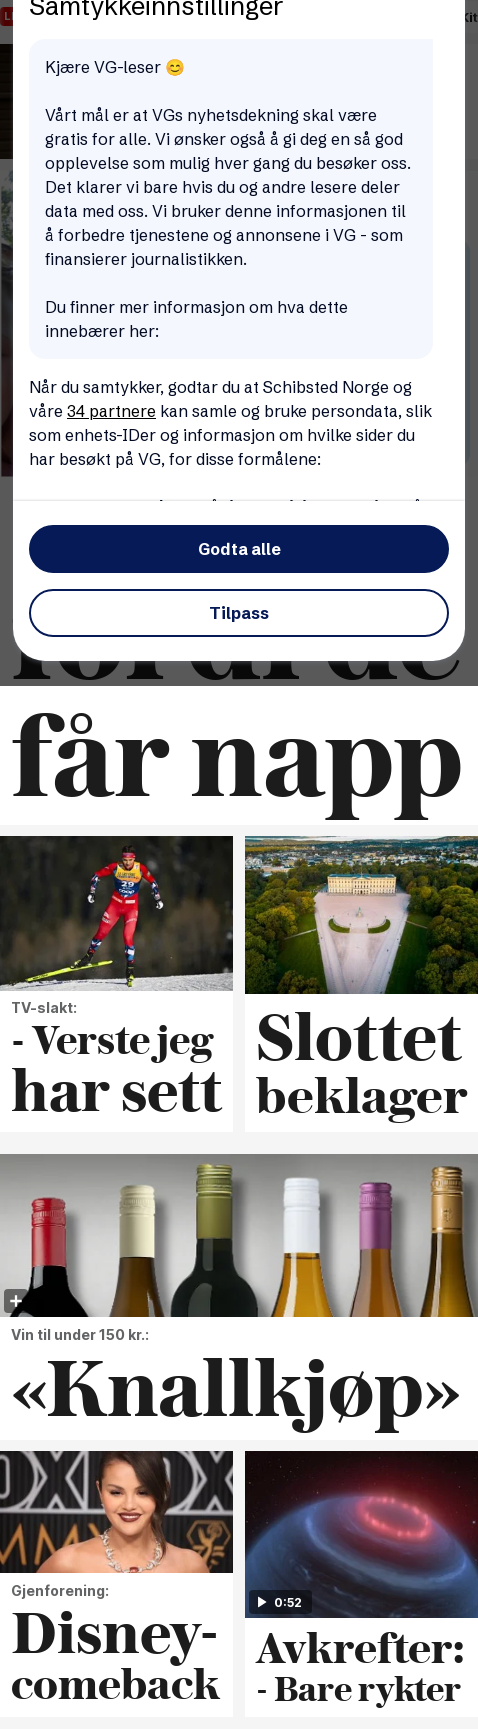 Samtykkeinnstillinger
Kit
Kjære VG-leser 😊
Vårt mål er at VGs nyhetsdekning skal være
gratis for alle. Vi ønsker også å gi deg en så god
opplevelse som mulig hver gang du besøker oss.
Det klarer vi bare hvis du og andre lesere deler
data med oss. Vi bruker denne informasjonen til
å forbedre tjenestene og annonsene i VG - som
finansierer journalistikken.
Du finner mer informasjon om hva dette
innebærer her:
Når du samtykker, godtar du at Schibsted Norge og
våre 34 partnere kan samle og bruke persondata, slik
som enhets-IDer og informasjon om hvilke sider du
har besøkt på VG, for disse formålene:
Godta alle
Tilpass
får napp
29
TV-slakt:
- Verste jeg
har sett
Slottet
beklager
Vin til under 150 kr.:
«Knallkjøp»
Gjenforening:
Disney-
comeback
0:52
Avkrefter:
- Bare rykter